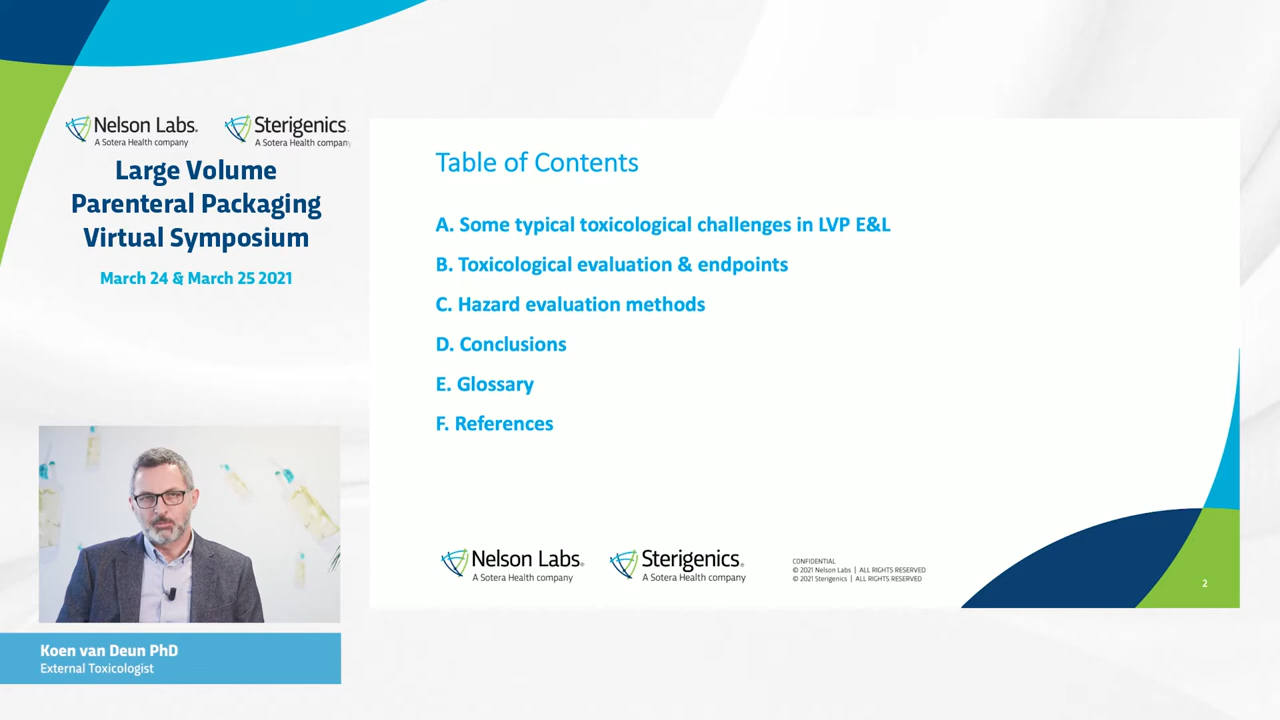 Nelson Labs.
A Sotera Health company
Sterigenics
A Sotera Health company
Large Volume
Parenteral Packaging
Virtual Symposium
March 24 & March 25 2021
Table of Contents
A. Some typical toxicological challenges in LVP E&L
B. Toxicological evaluation & endpoints
C. Hazard evaluation methods
D. Conclusions
E. Glossary
F. References
Nelson Labs®
A Sotera Health company
Sterigenics®
A Sotera Health company
CONFIDENTIAL
© 2021 Nelson Labs | ALL RIGHTS RESERVED
© 2021 Sterigenics | ALL RIGHTS RESERVED
2
Koen van Deun PhD
External Toxicologist